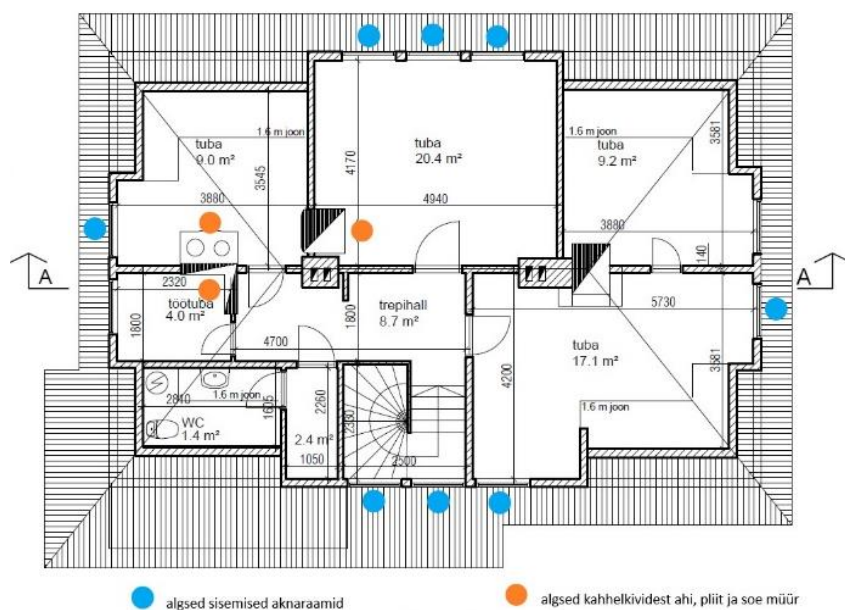 tuba
9.0 m²
1.6 m joon
3545
3880
tuba
20.4 m²
4170
4940
tuba
9.2 m²
1.6 m joon
3581
3880
140
A
A
2320
töötuba
4.0 m²
1800
4700
trepihall
8.7 m²
1800
5730
tuba
17.1 m²
3581
4200
1.6 m joon
2810
1.6 m joon
WC
1.4 m²
1605
2260
2.4 m²
1050
2330
2500
algsed sisemised aknaraamid
algsed kahhelkividest ahi, pliit ja soe müür